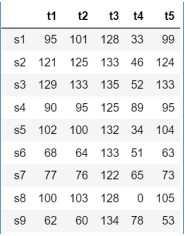 t1 t2 t3 t4 t5
s1 95 101 128 33 99
s2 121 125 133 46 124
s3 129 133 135 52 133
s4 90 95 125 89 95
s5 102 100 132 34 104
s6 68 64 133 51 63
s7 77 76 122 65 73
s8 100 103 128 0 105
s9 62 60 134 78 53